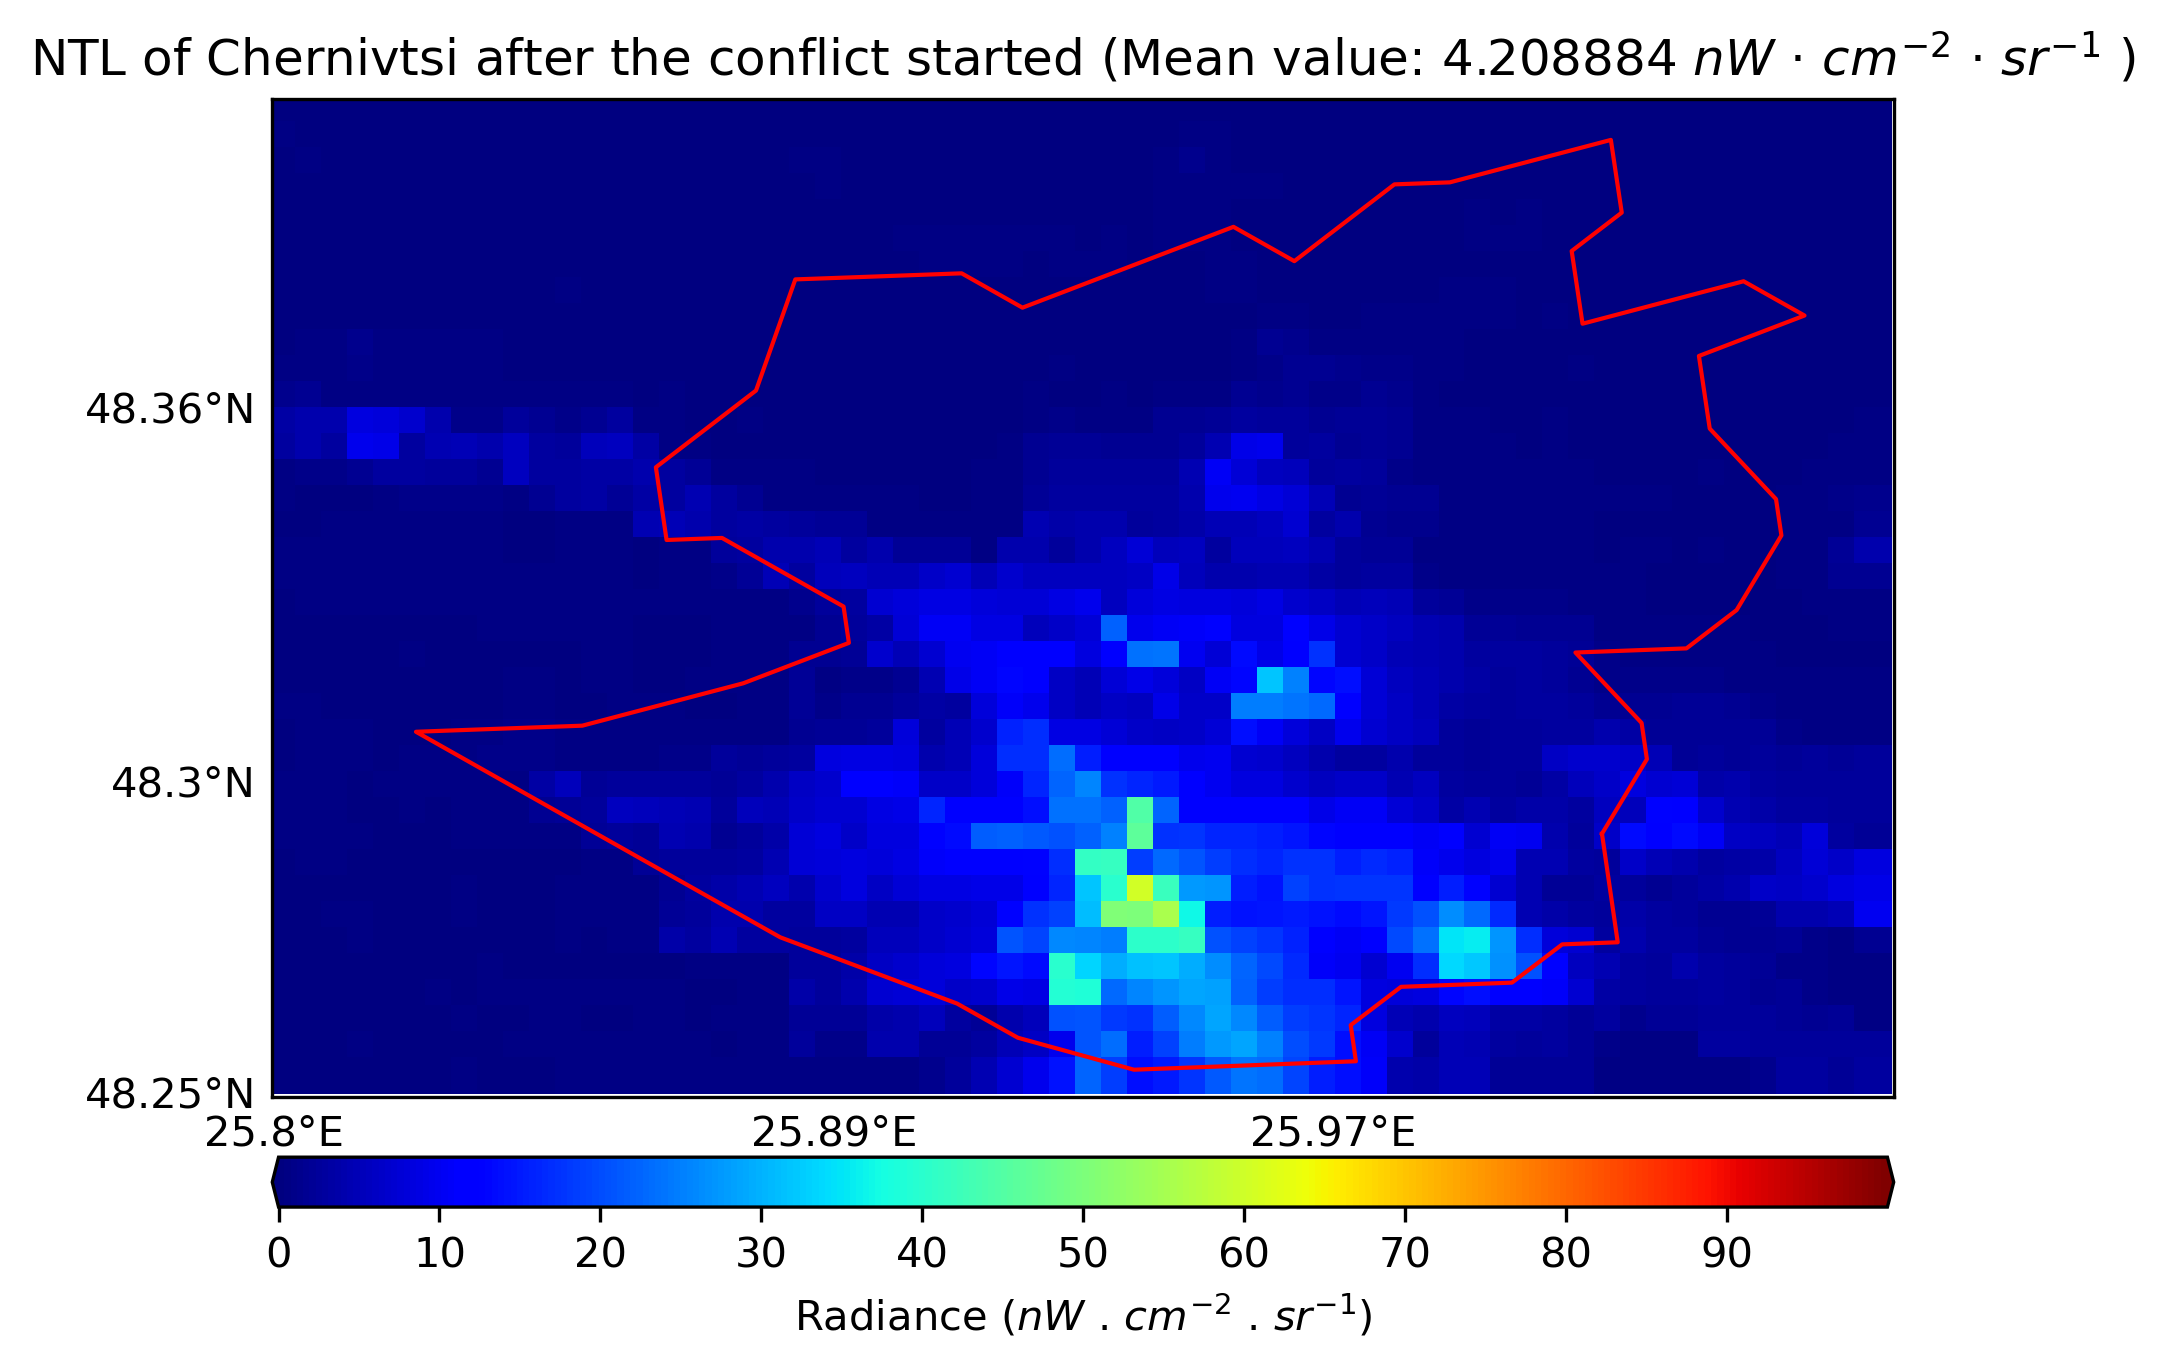 NTL of Chernivtsi after the conflict started (Mean value: 4.208884 nW · cm⁻² · sr⁻¹ )
48.36°N
48.3°N
48.25°N
25.8°E 25.89°E 25.97°E
0 10 20 30 40 50 60 70 80 90
Radiance (nW . cm⁻² . sr⁻¹)